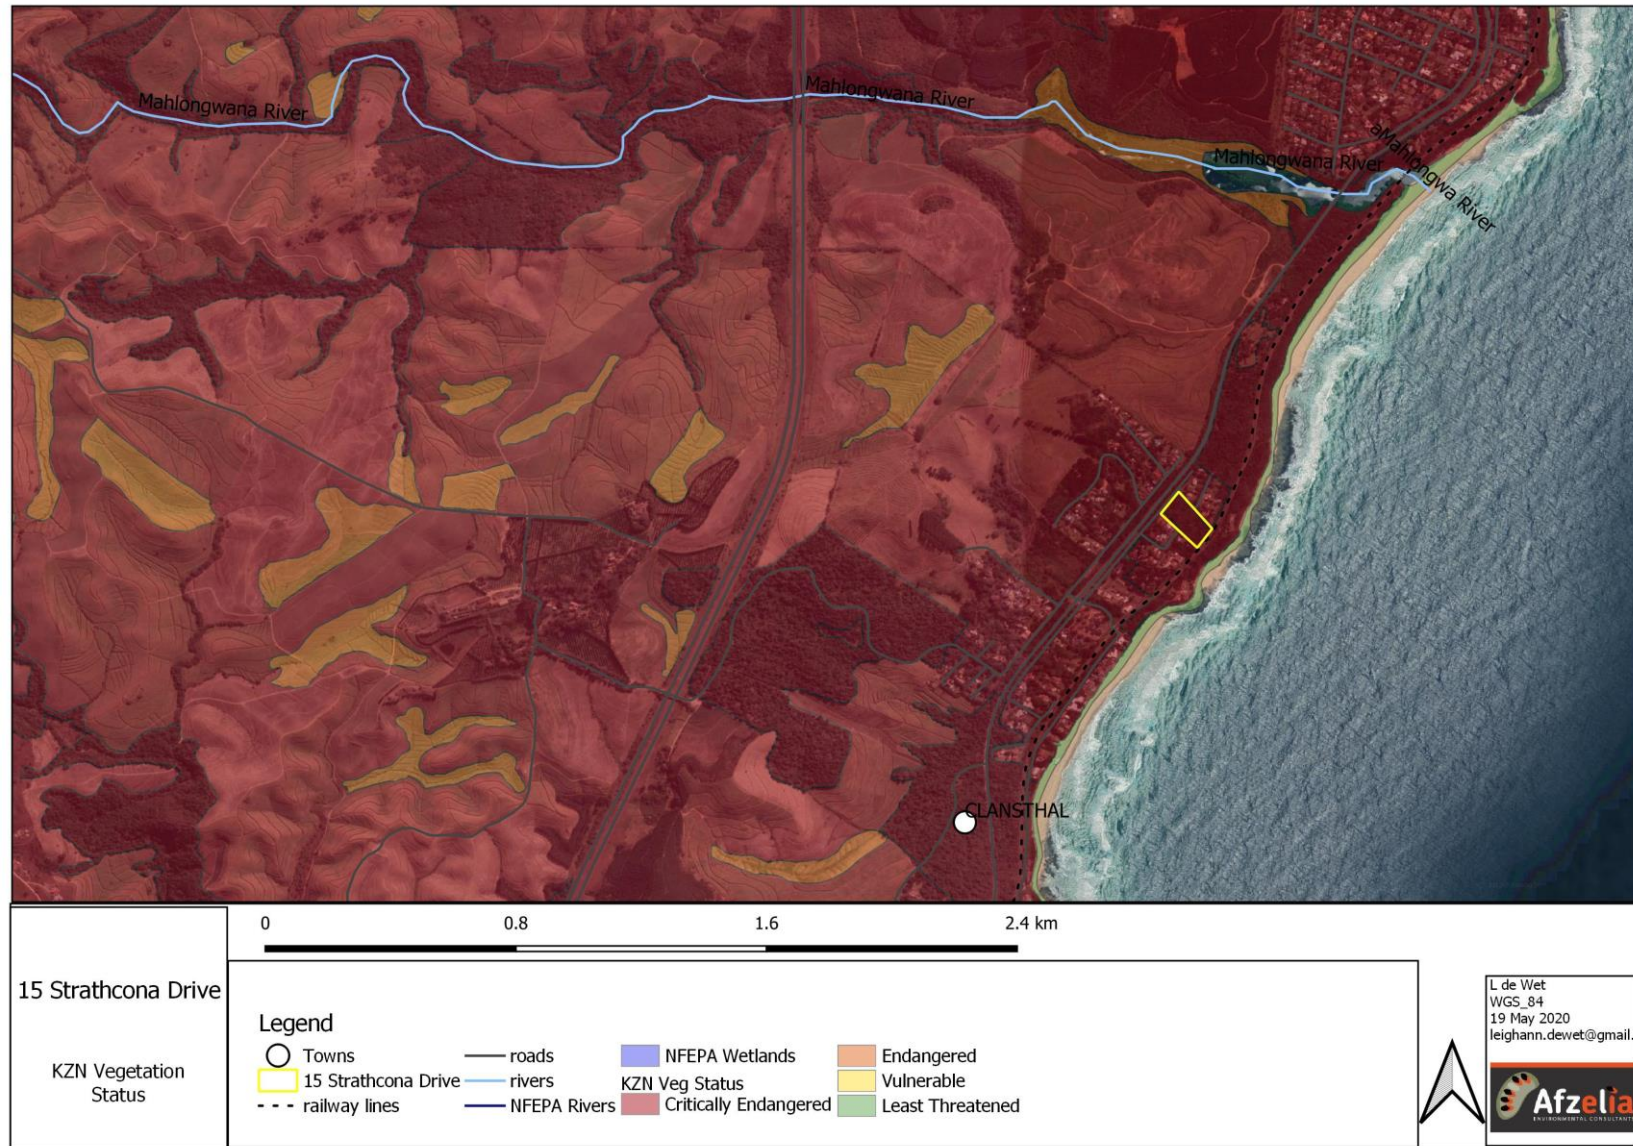 Mahlongwana River
Mahlongwana River
Mahlongwana River
aMahlongwa River
CLANSTHAL
0 0.8 1.6 2.4 km
15 Strathcona Drive
KZN Vegetation
Status
Legend
Towns
15 Strathcona Drive
railway lines
roads
rivers
NFEPA Rivers
NFEPA Wetlands
KZN Veg Status
Critically Endangered
Endangered
Vulnerable
Least Threatened
L de Wet
WGS_84
19 May 2020
leighann.dewet@gmail.
Afzelia
ENVIRONMENTAL CONSULTANTS